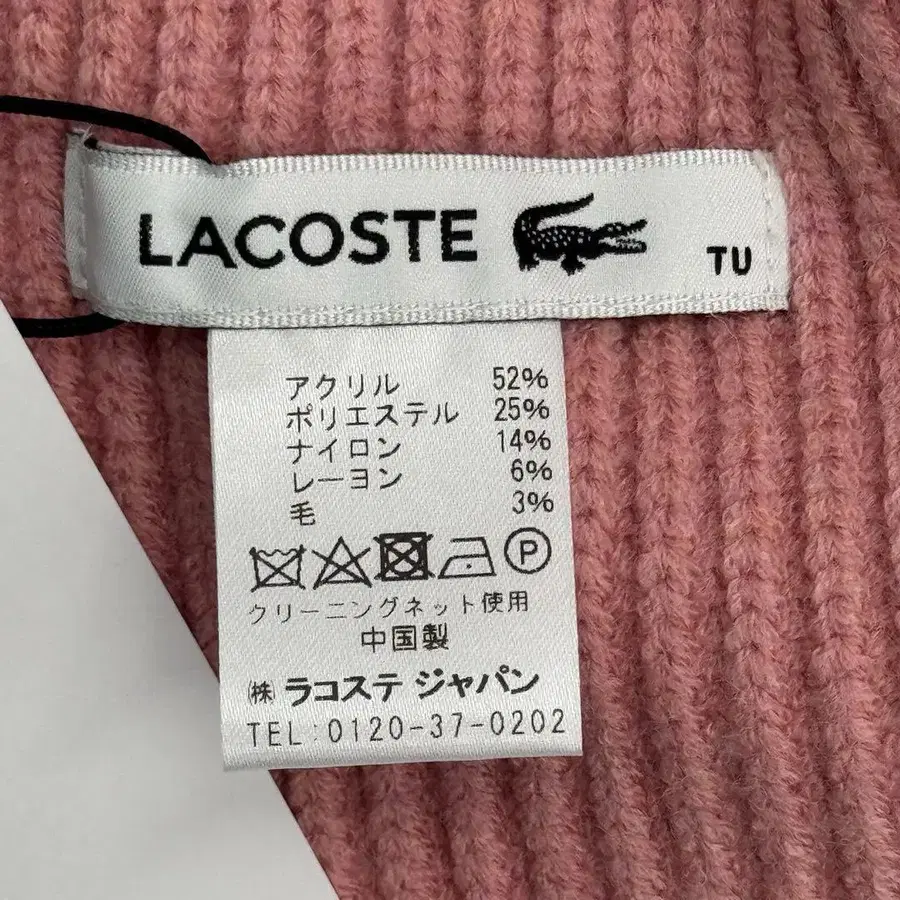 LACOSTE TU
アクリル 52%
ポリエステル 25%
ナイロン 14%
レーヨン 6%
毛 3%
P
クリーニングネット使用
中国製
㈱ ラコステ ジャパン
TEL:0120-37-0202